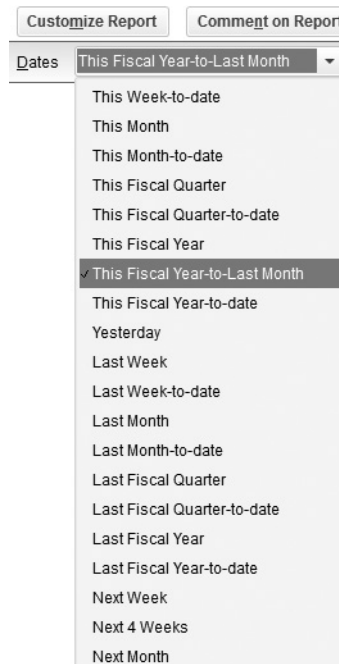 Customize Report Comment on Report
Dates This Fiscal Year-to-Last Month
This Week-to-date
This Month
This Month-to-date
This Fiscal Quarter
This Fiscal Quarter-to-date
This Fiscal Year
This Fiscal Year-to-Last Month
This Fiscal Year-to-date
Yesterday
Last Week
Last Week-to-date
Last Month
Last Month-to-date
Last Fiscal Quarter
Last Fiscal Quarter-to-date
Last Fiscal Year
Last Fiscal Year-to-date
Next Week
Next 4 Weeks
Next Month